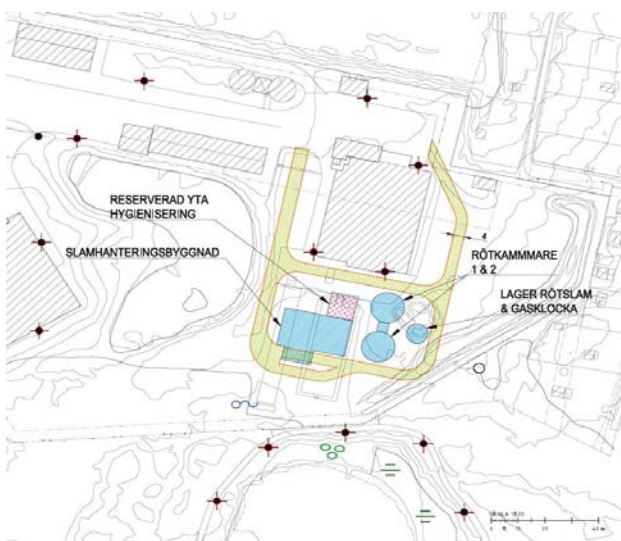 RESERVERAD YTA
HYGIENISERING
SLAMHANTERINGSBYGGNAD
4
RÖTKAMMMARE
1 & 2
LAGER RÖTSLAM
& GASKLOCKA